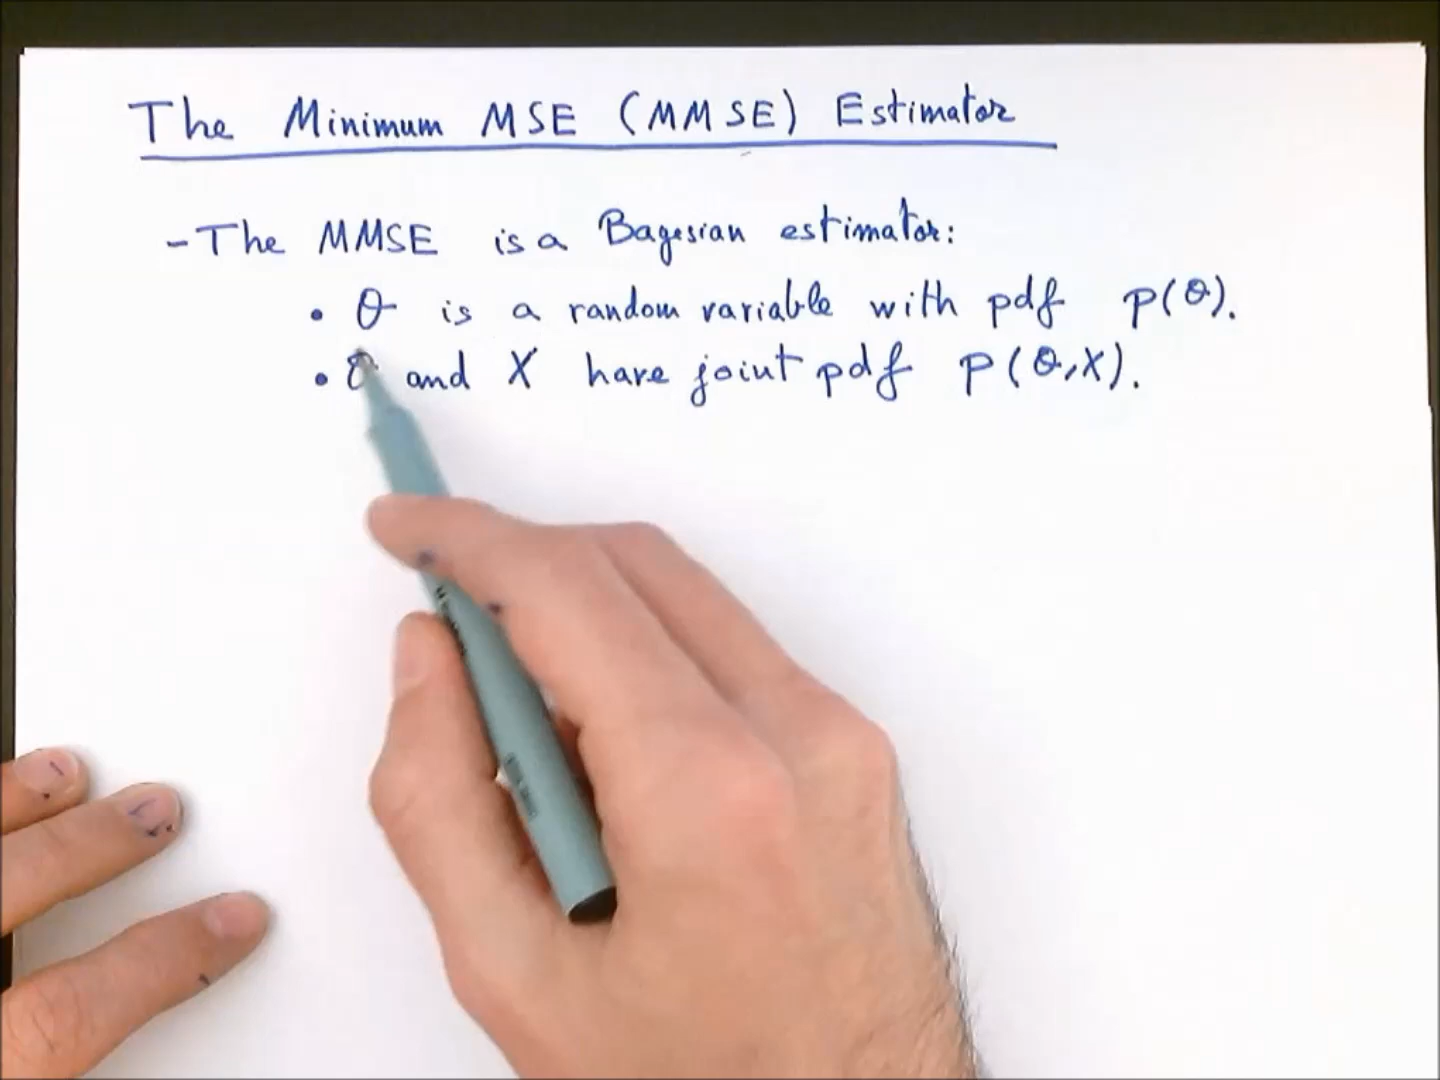 The Minimum MSE (MMSE) Estimator
- The MMSE is a Bayesian estimator:
• θ is a random variable with pdf p(θ).
• θ and X have joint pdf p(θ,X).